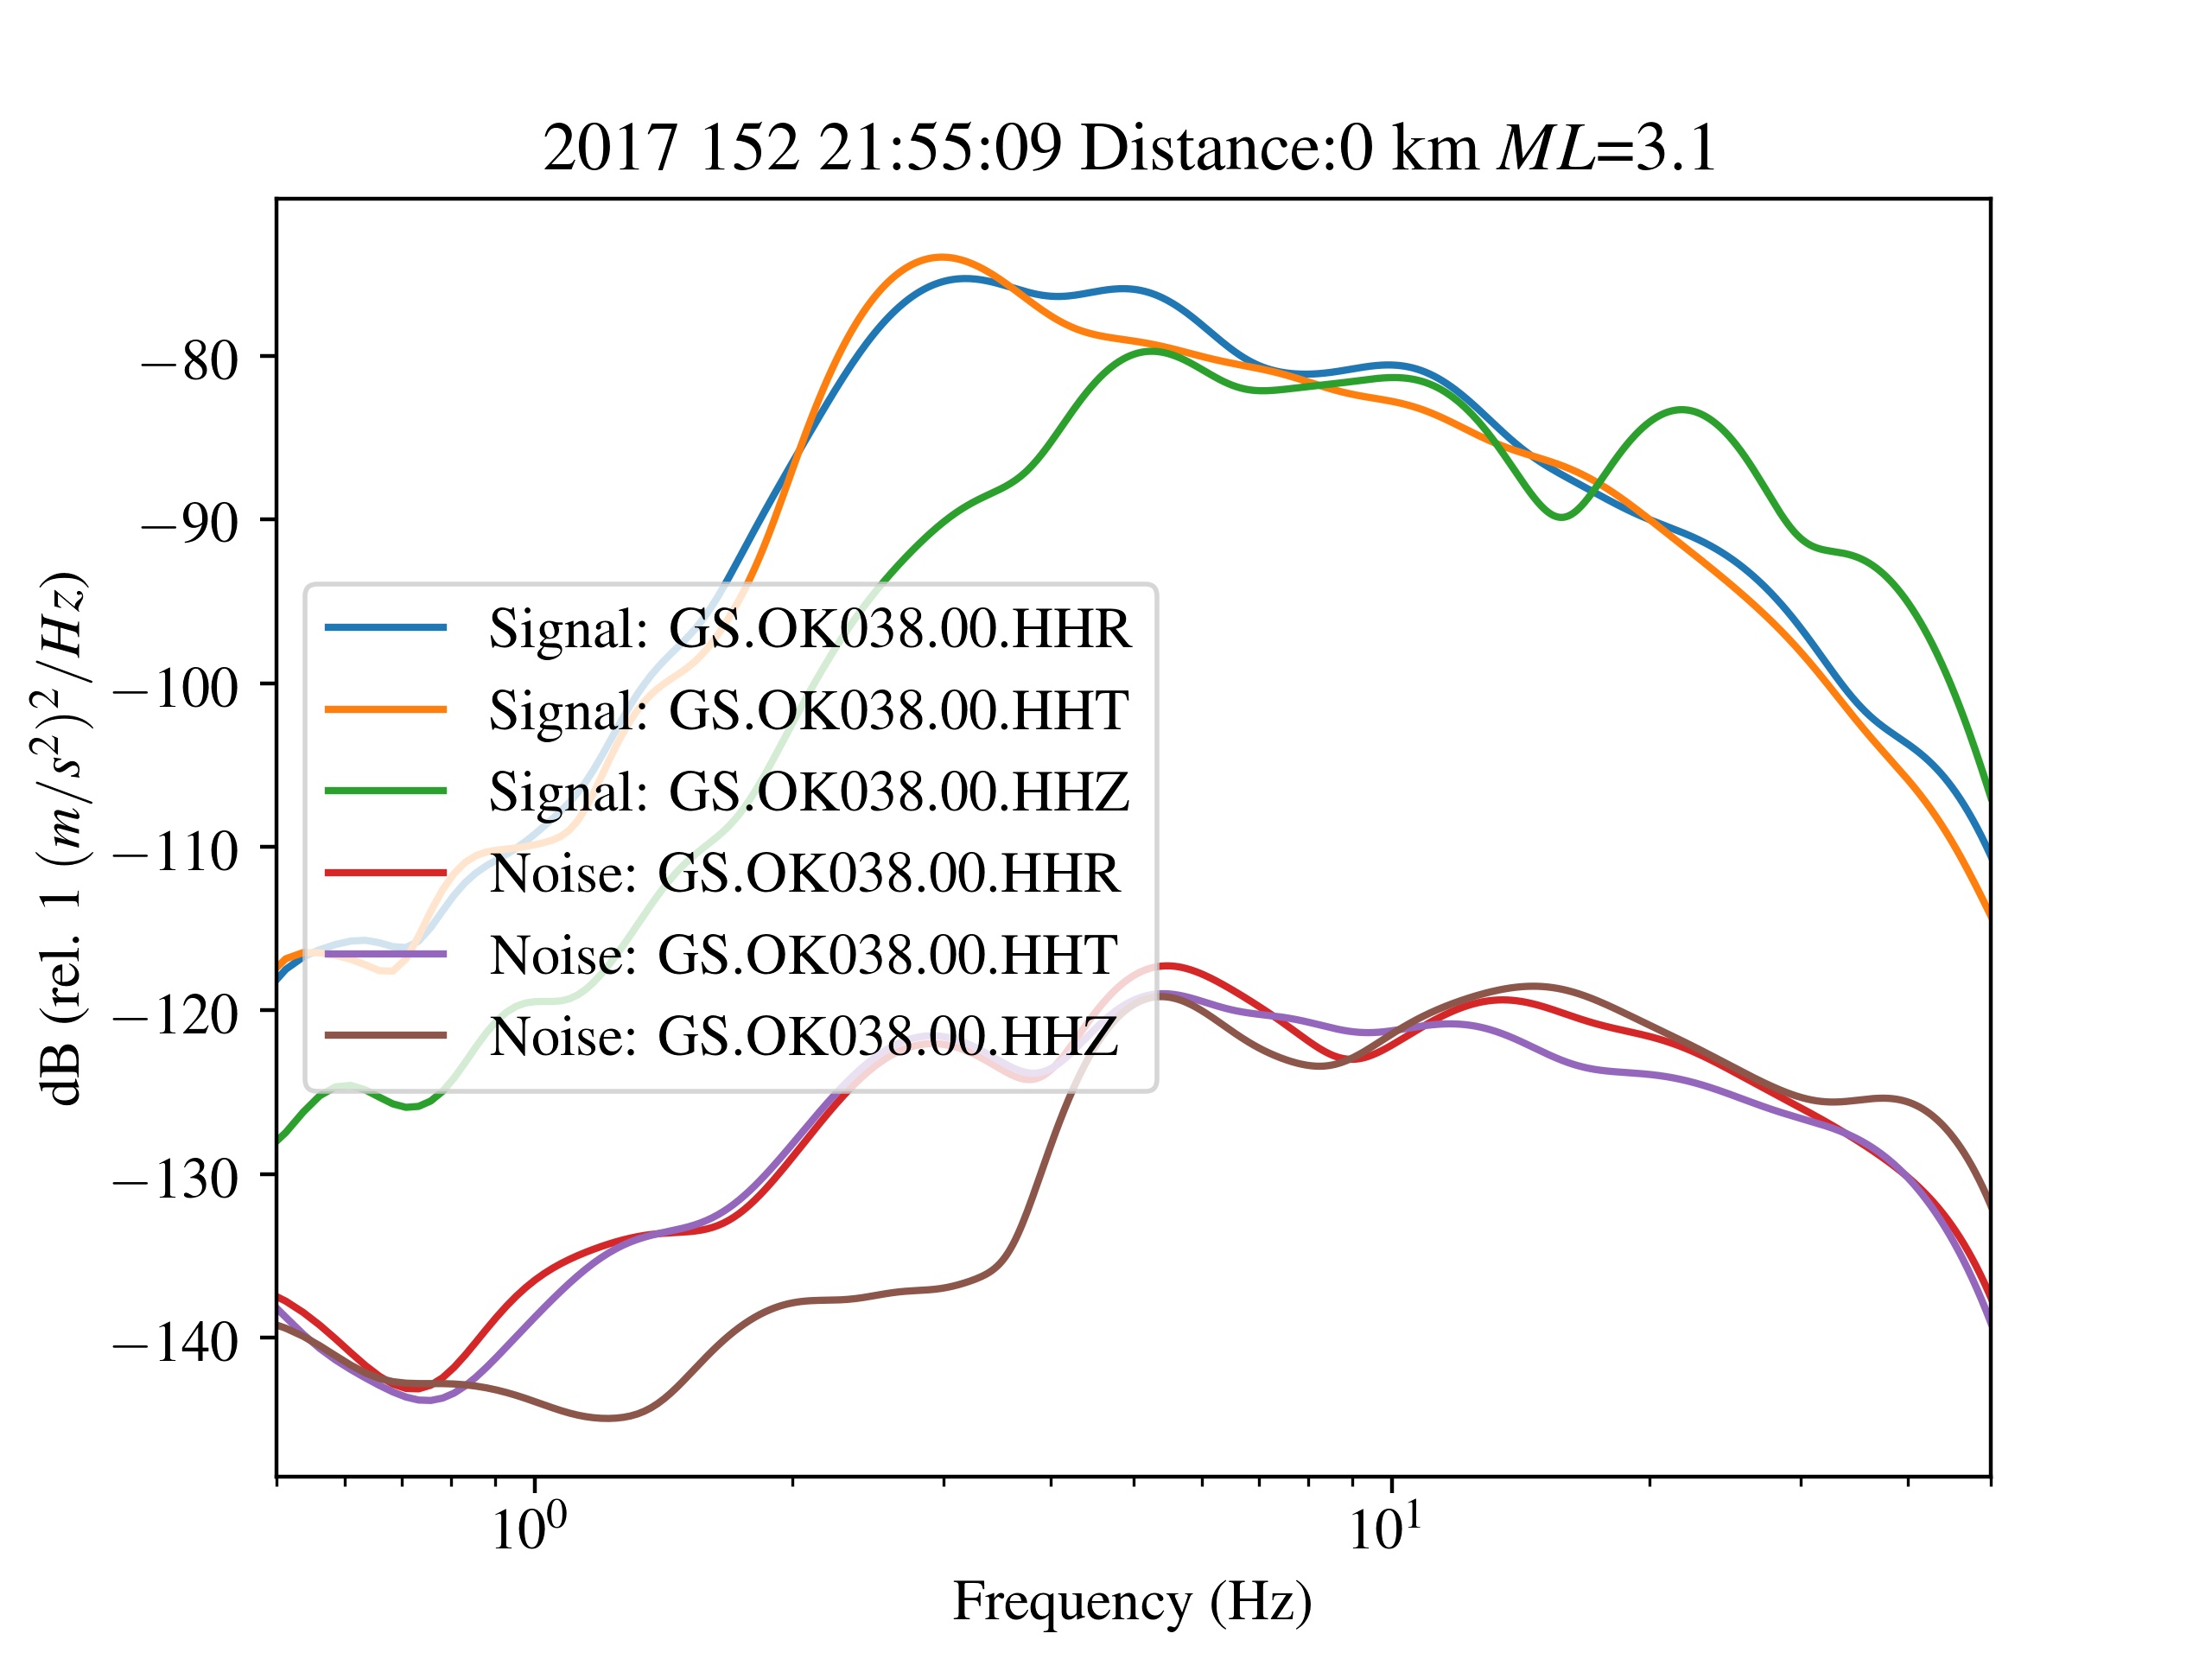 2017 152 21:55:09 Distance:0 km ML=3.1
dB (rel. 1 (m/s²)²/Hz)
−80
−90
−100
−110
−120
−130
−140
Signal: GS.OK038.00.HHR
Signal: GS.OK038.00.HHT
Signal: GS.OK038.00.HHZ
Noise: GS.OK038.00.HHR
Noise: GS.OK038.00.HHT
Noise: GS.OK038.00.HHZ
10⁰ 10¹
Frequency (Hz)